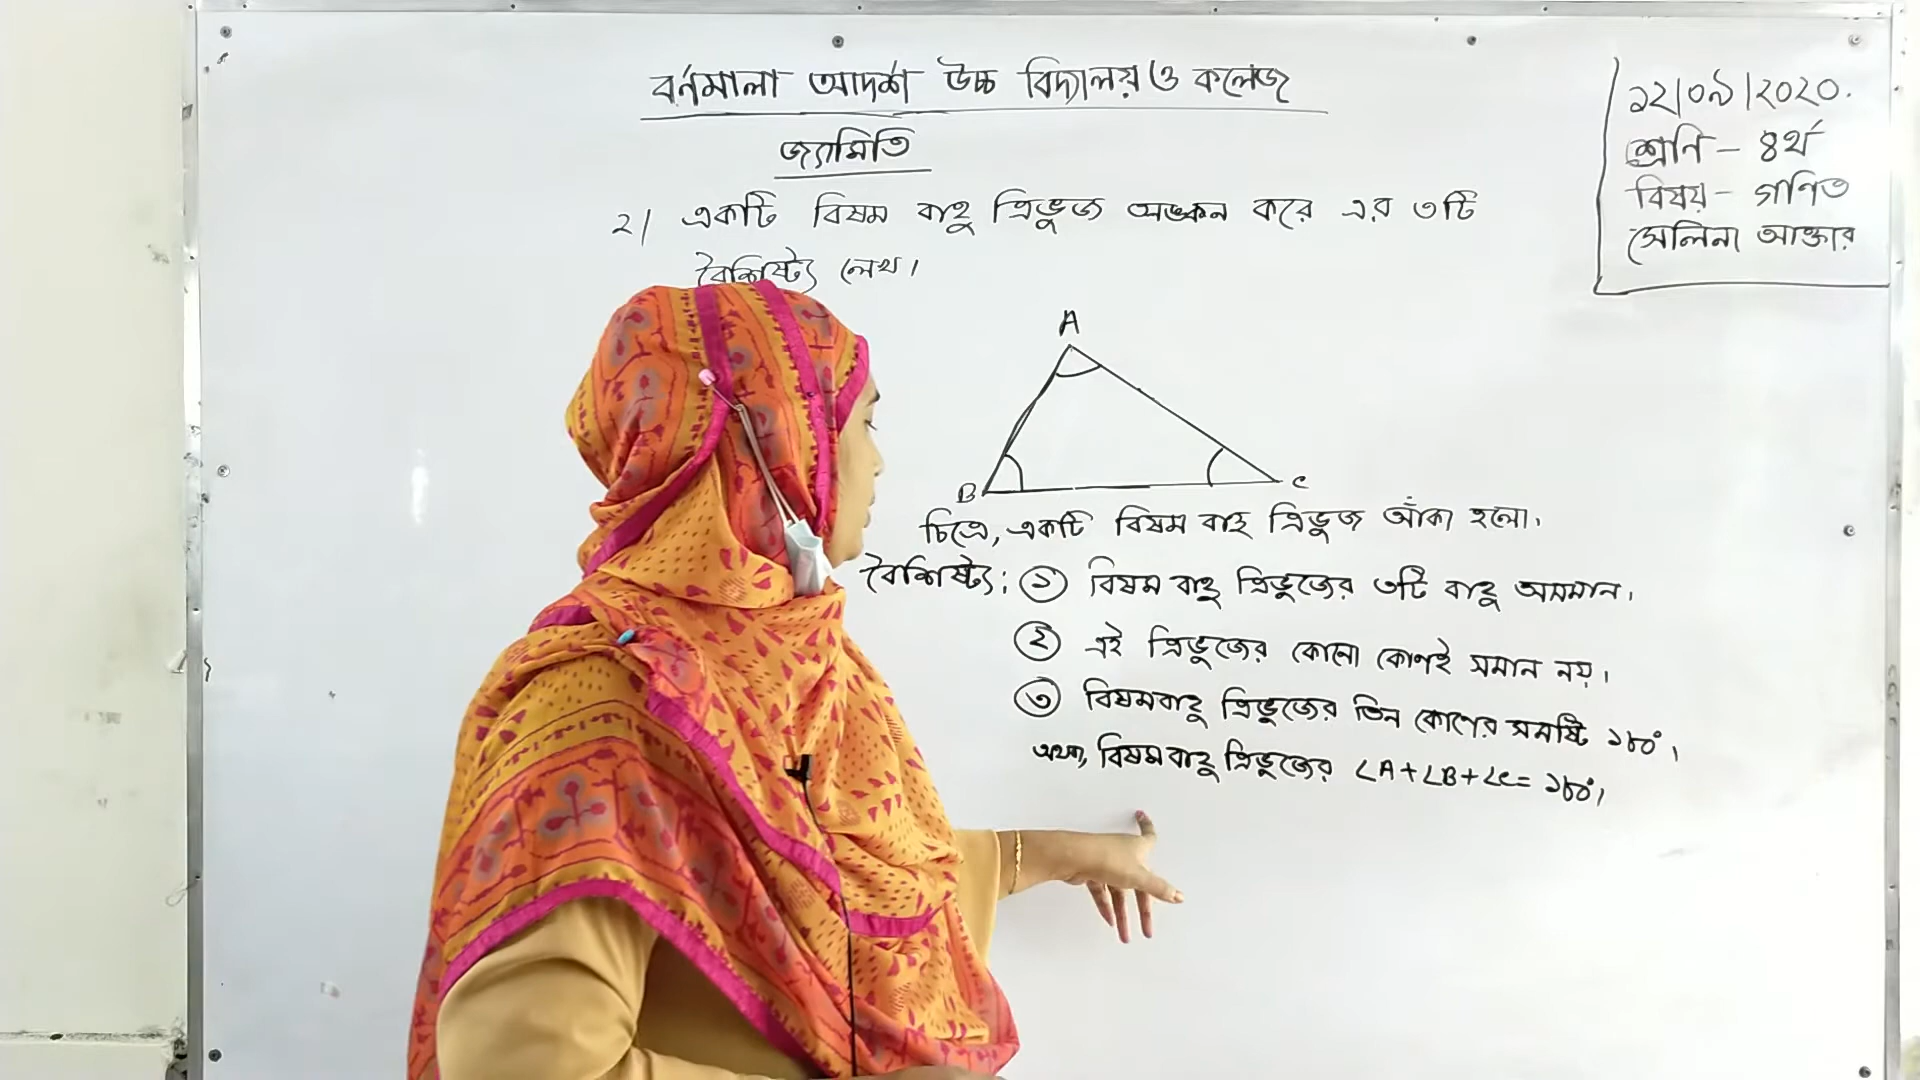 বর্ণমালা আদর্শ উচ্চ বিদ্যালয় ও কলেজ
জ্যামিতি
১২/০৯/২০২০.
শ্রেণি - ৪র্থ
বিষয় - গণিত
সেলিনা আক্তার
২। একটি বিষম বাহু ত্রিভুজ অঙ্কন করে এর ৩টি
বৈশিষ্ট্য লেখ।
A
B
C
চিত্রে, একটি বিষম বাহু ত্রিভুজ আঁকা হলো।
বৈশিষ্ট্য: ১ বিষম বাহু ত্রিভুজের ৩টি বাহু অসমান।
২ এই ত্রিভুজের কোনো কোণই সমান নয়।
৩ বিষমবাহু ত্রিভুজের তিন কোণের সমষ্টি ১৮০°।
বিষমবাহু ত্রিভুজের ∠A+∠B+∠C= ১৮০°।